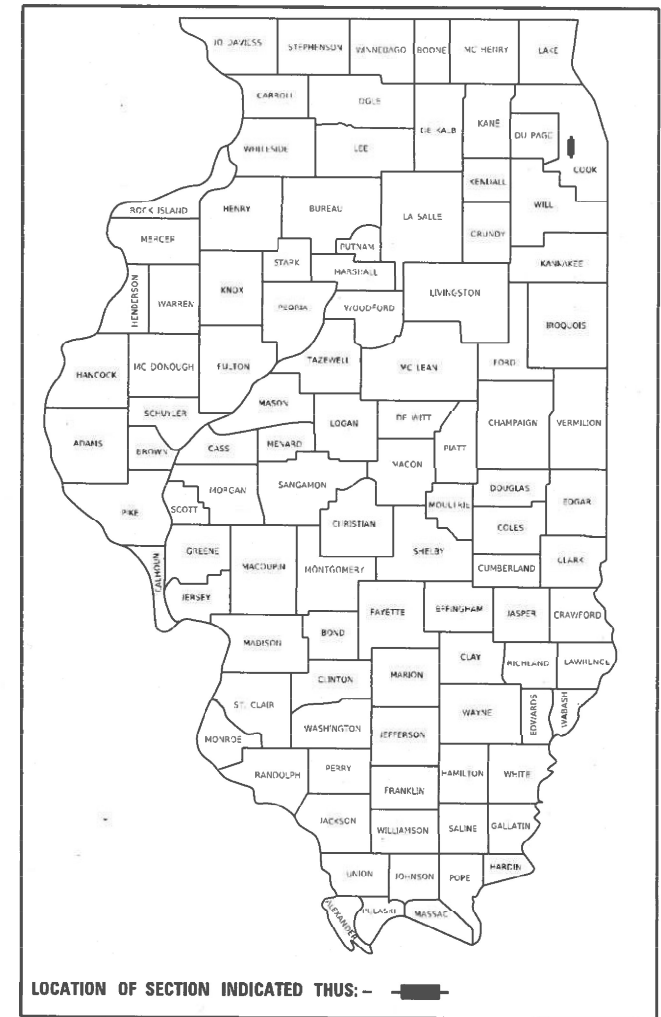 JO DAVIESS STEPHENSON WINNEBAGO BOONE MC HENRY LAKE
CARROLL OGLE DE KALB KANE DU PAGE
WHITESIDE LEE COOK
KENDALL
ROCK ISLAND HENRY BUREAU LA SALLE WILL
MERCER GRUNDY
PUTNAM
STARK MARSHALL KANKAKEE
HENDERSON WARREN KNOX PEORIA WOODFORD LIVINGSTON
IROQUOIS
HANCOCK MC DONOUGH FULTON TAZEWELL MC LEAN FORD
SCHUYLER MASON LOGAN DE WITT CHAMPAIGN VERMILION
ADAMS BROWN CASS MENARD PIATT
MACON
PIKE SCOTT MORGAN SANGAMON DOUGLAS EDGAR
MOULTRIE
CHRISTIAN COLES
CALHOUN GREENE MACOUPIN MONTGOMERY SHELBY CLARK
CUMBERLAND
JERSEY FAYETTE EFFINGHAM JASPER CRAWFORD
MADISON BOND
CLAY RICHLAND LAWRENCE
CLINTON MARION
ST. CLAIR WAYNE EDWARDS WABASH
WASHINGTON JEFFERSON
MONROE
RANDOLPH PERRY HAMILTON WHITE
FRANKLIN
JACKSON WILLIAMSON SALINE GALLATIN
UNION JOHNSON POPE HARDIN
ALEXANDER PULASKI MASSAC
LOCATION OF SECTION INDICATED THUS: –